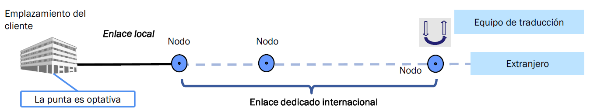 Emplazamiento del
cliente
Enlace local
Nodo
Nodo
Nodo
Equipo de traducción
Extranjero
La punta es optativa
Enlace dedicado internacional